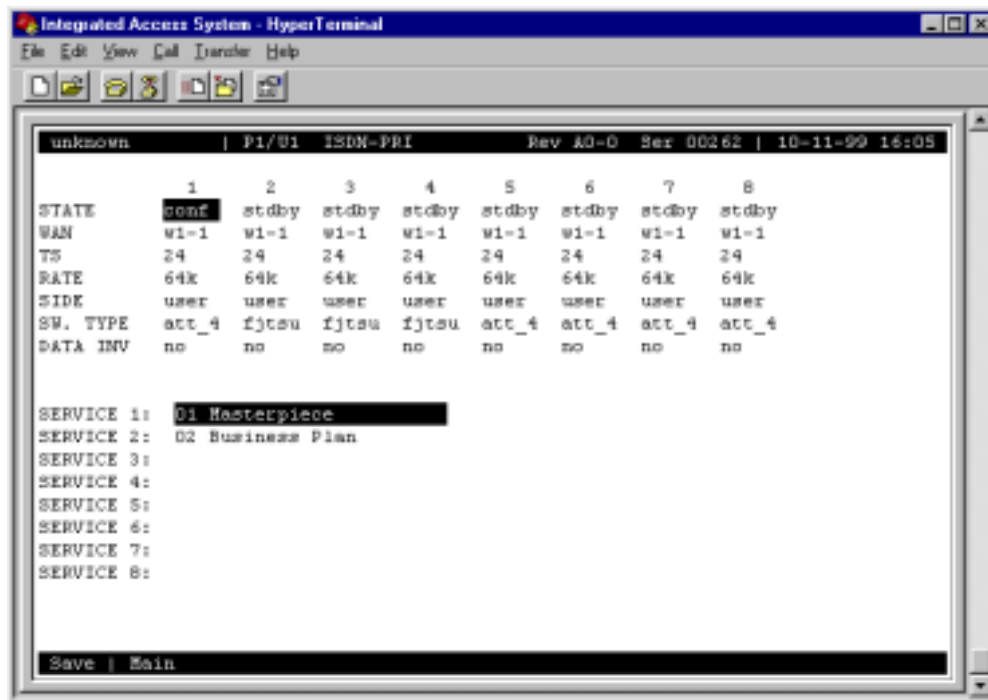 Integrated Access System - HyperTerminal
File Edit View Call Transfer Help
unknown | P1/U1 ISDN-PRI Rev A0-0 Ser 00262 | 10-11-99 16:05
1 2 3 4 5 6 7 8
STATE conf stdby stdby stdby stdby stdby stdby stdby
WAN w1-1 w1-1 w1-1 w1-1 w1-1 w1-1 w1-1 w1-1
TS 24 24 24 24 24 24 24 24
RATE 64k 64k 64k 64k 64k 64k 64k 64k
SIDE user user user user user user user user
SW. TYPE att_4 fjtsu fjtsu fjtsu att_4 att_4 att_4 att_4
DATA INV no no no no no no no no
SERVICE 1: 01 Masterpiece
SERVICE 2: 02 Business Plan
SERVICE 3:
SERVICE 4:
SERVICE 5:
SERVICE 6:
SERVICE 7:
SERVICE 8:
Save | Main